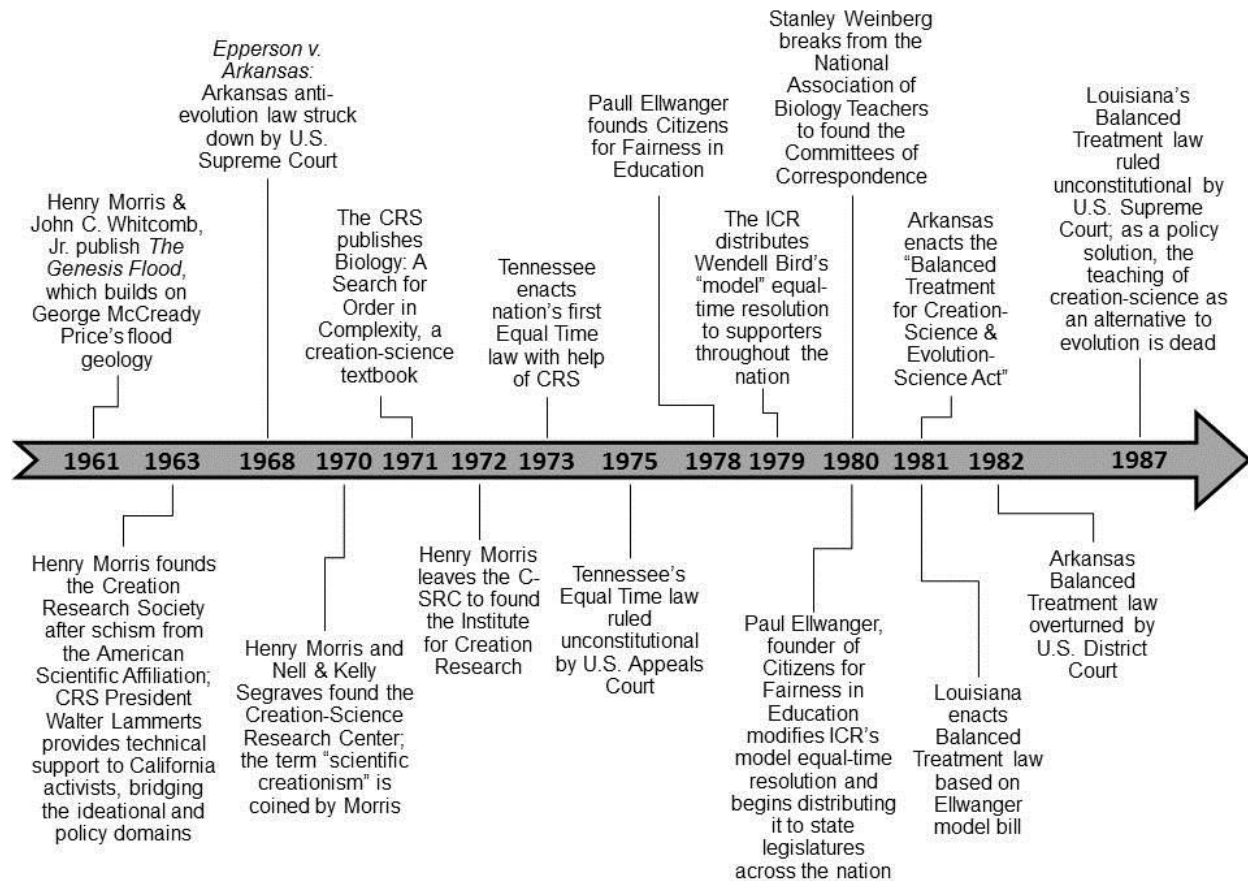 Epperson v.
Arkansas:
Arkansas anti-
evolution law struck
down by U.S.
Supreme Court
Stanley Weinberg
breaks from the
National
Association of
Biology Teachers
to found the
Committees of
Correspondence
Paull Ellwanger
founds Citizens
for Fairness in
Education
Louisiana’s
Balanced
Treatment law
ruled
unconstitutional by
U.S. Supreme
Court; as a policy
solution, the
teaching of
creation-science as
an alternative to
evolution is dead
Henry Morris &
John C. Whitcomb,
Jr. publish The
Genesis Flood,
which builds on
George McCready
Price’s flood
geology
The CRS
publishes
Biology: A
Search for
Order in
Complexity, a
creation-science
textbook
Tennessee
enacts
nation’s first
Equal Time
law with help
of CRS
The ICR
distributes
Wendell Bird’s
“model” equal-
time resolution
to supporters
throughout the
nation
Arkansas
enacts the
“Balanced
Treatment
for Creation-
Science &
Evolution-
Science Act”
1961 1963 1968 1970 1971 1972 1973 1975 1978 1979 1980 1981 1982 1987
Henry Morris founds
the Creation
Research Society
after schism from
the American
Scientific Affiliation;
CRS President
Walter Lammerts
provides technical
support to California
activists, bridging
the ideational and
policy domains
Henry Morris and
Nell & Kelly
Segraves found the
Creation-Science
Research Center;
the term “scientific
creationism” is
coined by Morris
Henry Morris
leaves the C-
SRC to found
the Institute
for Creation
Research
Tennessee’s
Equal Time law
ruled
unconstitutional
by U.S. Appeals
Court
Paul Ellwanger,
founder of
Citizens for
Fairness in
Education
modifies ICR’s
model equal-time
resolution and
begins distributing
it to state
legislatures
across the nation
Louisiana
enacts
Balanced
Treatment law
based on
Ellwanger
model bill
Arkansas
Balanced
Treatment law
overturned by
U.S. District
Court